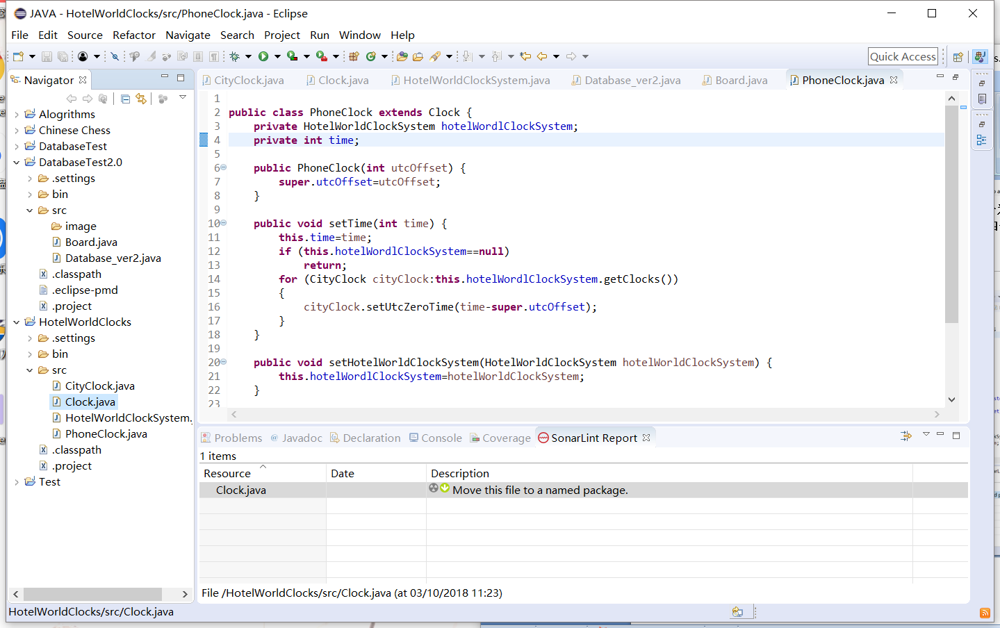 JAVA - HotelWorldClocks/src/PhoneClock.java - Eclipse
File Edit Source Refactor Navigate Search Project Run Window Help
Quick Access
Navigator
Alogrithms
Chinese Chess
DatabaseTest
DatabaseTest2.0
.settings
bin
src
image
Board.java
Database_ver2.java
.classpath
.eclipse-pmd
.project
HotelWorldClocks
.settings
bin
src
CityClock.java
Clock.java
HotelWorldClockSystem.
PhoneClock.java
.classpath
.project
Test
CityClock.java Clock.java HotelWorldClockSystem.java Database_ver2.java Board.java PhoneClock.java
1
2 public class PhoneClock extends Clock {
3 private HotelWorldClockSystem hotelWordlClockSystem;
4 private int time;
5
6 public PhoneClock(int utcOffset) {
7 super.utcOffset=utcOffset;
8 }
9
10 public void setTime(int time) {
11 this.time=time;
12 if (this.hotelWordlClockSystem==null)
13 return;
14 for (CityClock cityClock:this.hotelWordlClockSystem.getClocks())
15 {
16 cityClock.setUtcZeroTime(time-super.utcOffset);
17 }
18 }
19
20 public void setHotelWorldClockSystem(HotelWorldClockSystem hotelWorldClockSystem) {
21 this.hotelWordlClockSystem=hotelWorldClockSystem;
22 }
23
Problems Javadoc Declaration Console Coverage SonarLint Report
1 items
Resource Date Description
Clock.java Move this file to a named package.
File /HotelWorldClocks/src/Clock.java (at 03/10/2018 11:23)
HotelWorldClocks/src/Clock.java